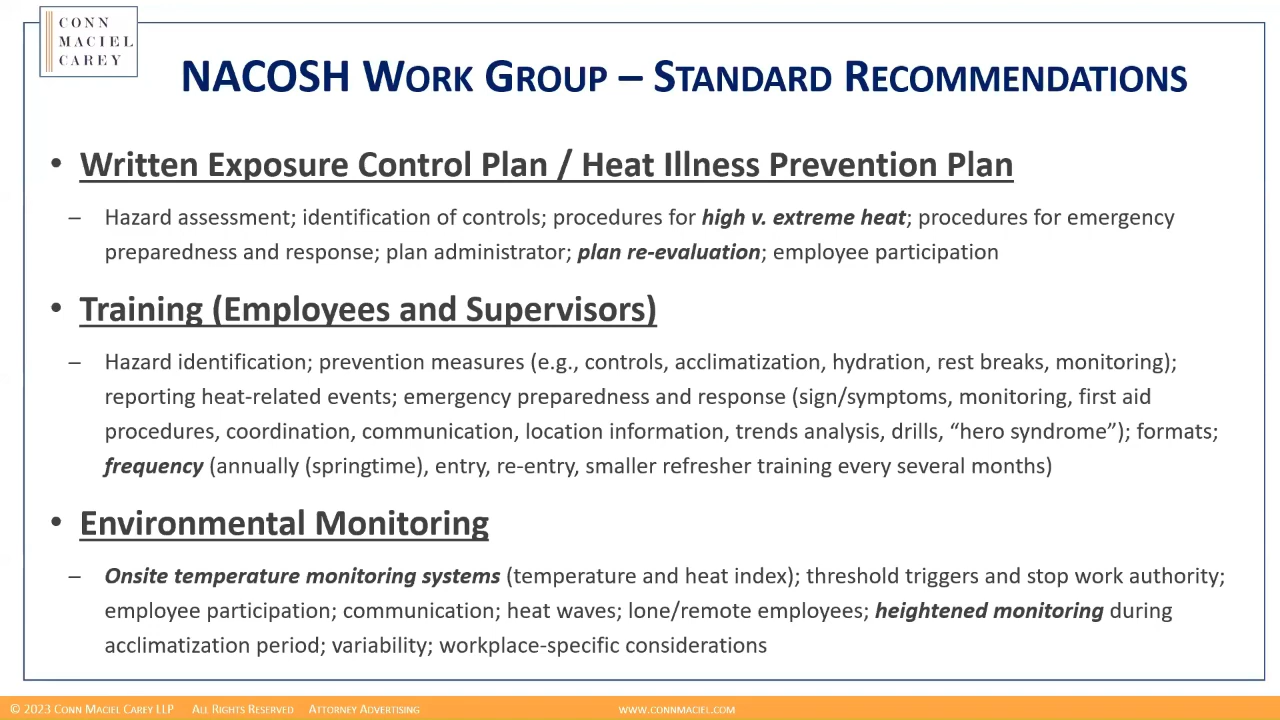 CONN
MACIEL
CAREY
NACOSH WORK GROUP – STANDARD RECOMMENDATIONS
• Written Exposure Control Plan / Heat Illness Prevention Plan
– Hazard assessment; identification of controls; procedures for high v. extreme heat; procedures for emergency
preparedness and response; plan administrator; plan re-evaluation; employee participation
• Training (Employees and Supervisors)
– Hazard identification; prevention measures (e.g., controls, acclimatization, hydration, rest breaks, monitoring);
reporting heat-related events; emergency preparedness and response (sign/symptoms, monitoring, first aid
procedures, coordination, communication, location information, trends analysis, drills, “hero syndrome”); formats;
frequency (annually (springtime), entry, re-entry, smaller refresher training every several months)
• Environmental Monitoring
– Onsite temperature monitoring systems (temperature and heat index); threshold triggers and stop work authority;
employee participation; communication; heat waves; lone/remote employees; heightened monitoring during
acclimatization period; variability; workplace-specific considerations
© 2023 CONN MACIEL CAREY LLP ALL RIGHTS RESERVED ATTORNEY ADVERTISING WWW.CONNMACIEL.COM